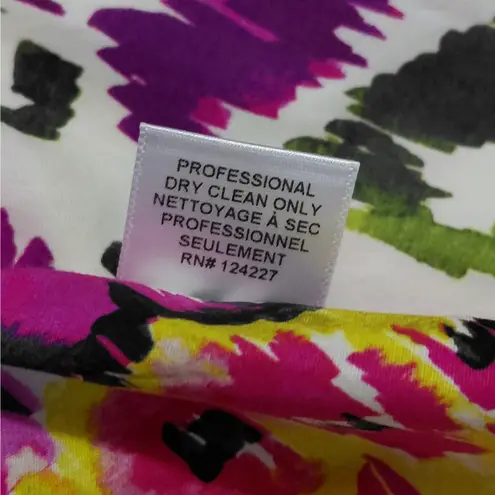 PROFESSIONAL
DRY CLEAN ONLY
NETTOYAGE À SEC
PROFESSIONNEL
SEULEMENT
RN# 124227